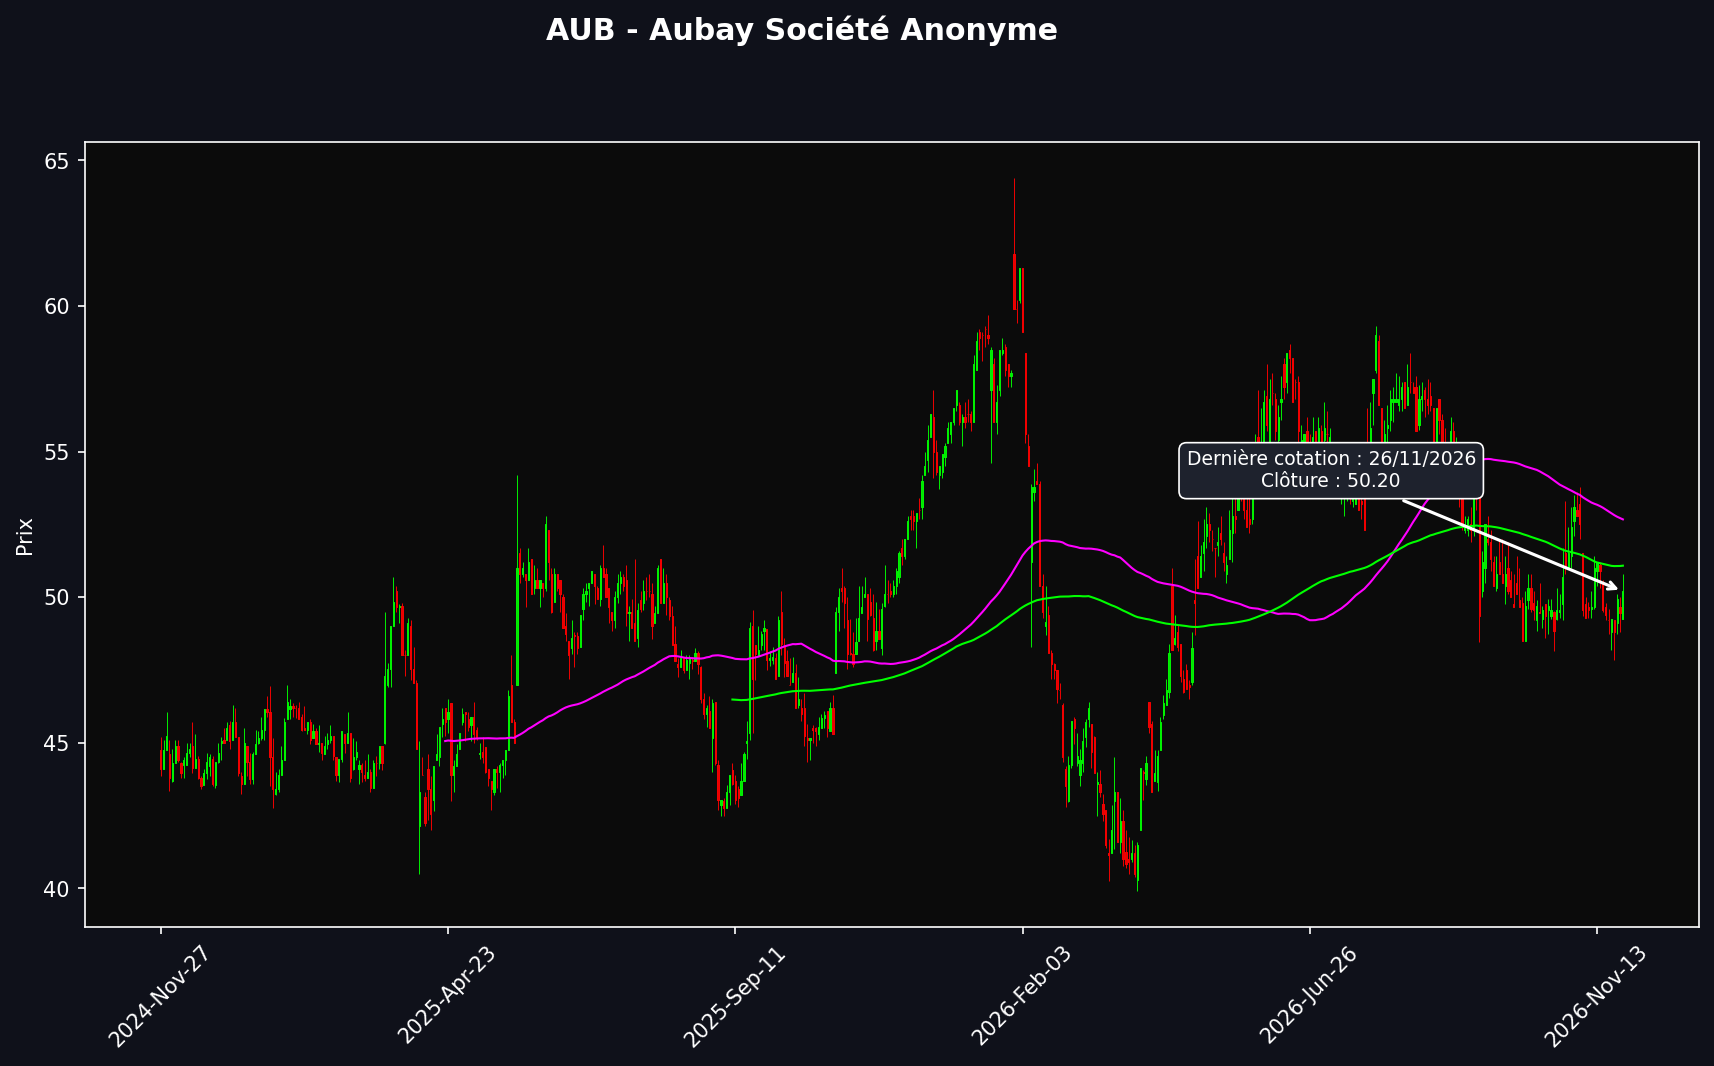 AUB - Aubay Société Anonyme
65
60
55
50
45
40
Prix
Dernière cotation : 26/11/2026
Clôture : 50.20
2024-Nov-27
2025-Apr-23
2025-Sep-11
2026-Feb-03
2026-Jun-26
2026-Nov-13